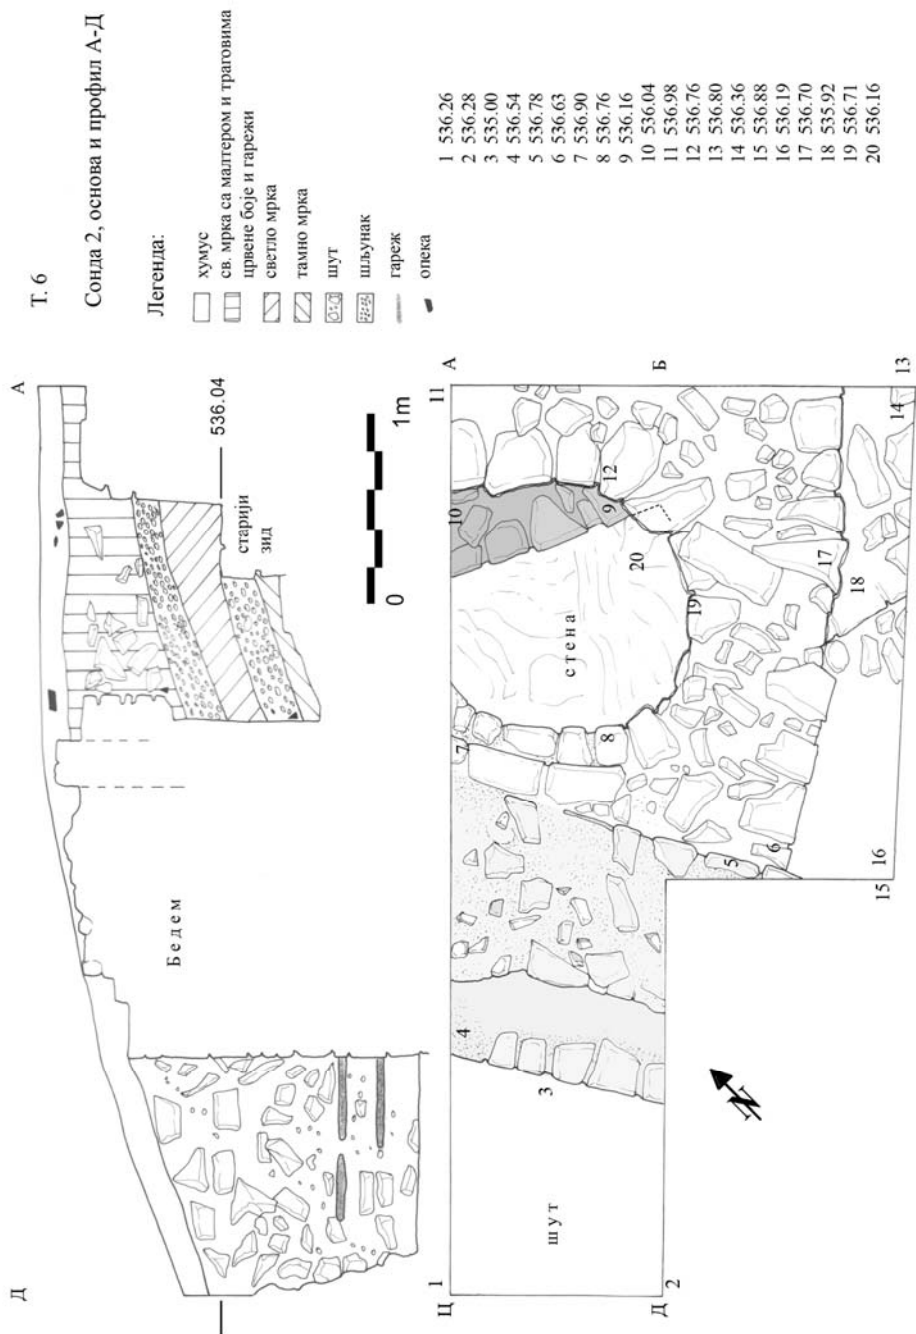 Т. 6
Сонда 2, основа и профил А-Д
Легенда:
хумус
св. мрка са малтером и траговима
црвене боје и гарежи
светло мрка
тамно мрка
шут
шљунак
гареж
опека
Д
А
Бедем
536.04
старији
зид
0
1m
1 536.26
2 536.28
3 535.00
4 536.54
5 536.78
6 536.63
7 536.90
8 536.76
9 536.16
10 536.04
11 536.98
12 536.76
13 536.80
14 536.36
15 536.88
16 536.19
17 536.70
18 535.92
19 536.71
20 536.16
Ц
1
4
7
10
11
А
3
8
9
12
20
стена
шут
19
Д
2
Б
5
6
17
18
14
15
16
13
N